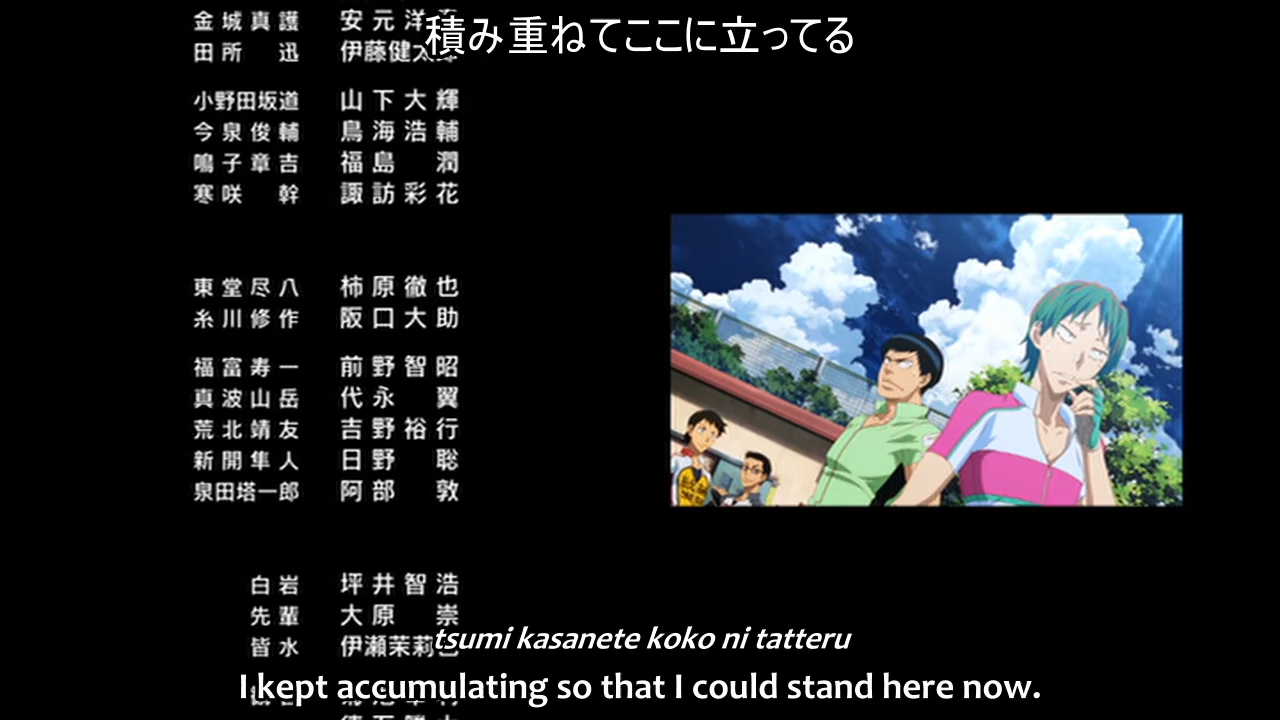 積み重ねてここに立ってる
金城真護 安元洋
田所 迅 伊藤健太
小野田坂道 山下大輝
今泉俊輔 鳥海浩輔
鳴子章吉 福島 潤
寒咲 幹 諏訪彩花
東堂尽八 柿原徹也
糸川修作 阪口大助
福富寿一 前野智昭
真波山岳 代永 翼
荒北靖友 吉野裕行
新開隼人 日野 聡
泉田塔一郎 阿部 敦
白岩 坪井智浩
先輩 大原 崇
皆水 伊瀬茉莉
tsumi kasanete koko ni tatteru
I kept accumulating so that I could stand here now.